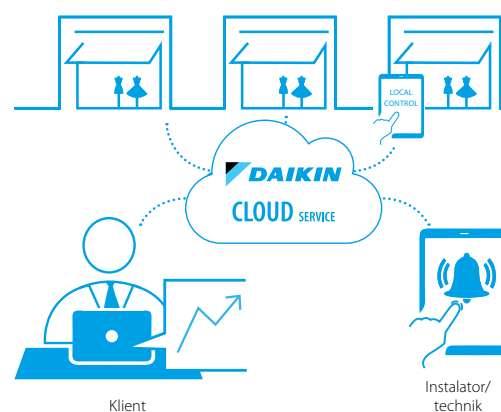 LOCAL
CONTROL
DAIKIN
CLOUD SERVICE
Klient
Instalator/
technik